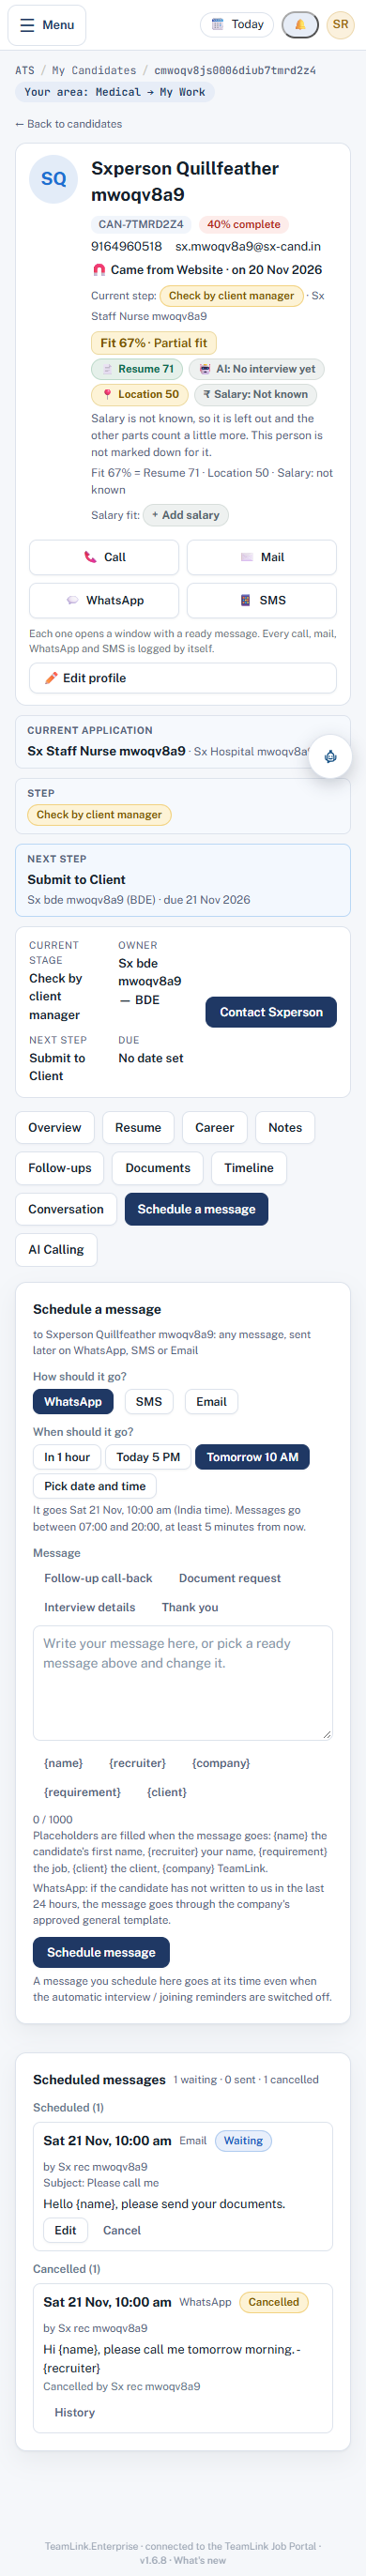 Menu
Today
SR
ATS / My Candidates / cmwoqv8js0006diub7tmrd2z4
Your area: Medical → My Work
← Back to candidates
SQ
Sxperson Quillfeather
mwoqv8a9
CAN-7TMRD2Z4 40% complete
9164960518 sx.mwoqv8a9@sx-cand.in
Came from Website · on 20 Nov 2026
Current step: Check by client manager · Sx
Staff Nurse mwoqv8a9
Fit 67% · Partial fit
Resume 71 AI: No interview yet
Location 50 ₹ Salary: Not known
Salary is not known, so it is left out and the
other parts count a little more. This person is
not marked down for it.
Fit 67% = Resume 71 · Location 50 · Salary: not
known
Salary fit: + Add salary
Call Mail
WhatsApp SMS
Each one opens a window with a ready message. Every call, mail,
WhatsApp and SMS is logged by itself.
Edit profile
CURRENT APPLICATION
Sx Staff Nurse mwoqv8a9 · Sx Hospital
STEP
Check by client manager
NEXT STEP
Submit to Client
Sx bde mwoqv8a9 (BDE) · due 21 Nov 2026
CURRENT
STAGE
Check by
client
manager
OWNER
Sx bde
mwoqv8a9
— BDE
Contact Sxperson
NEXT STEP
Submit to
Client
DUE
No date set
Overview Resume Career Notes
Follow-ups Documents Timeline
Conversation Schedule a message
AI Calling
Schedule a message
to Sxperson Quillfeather mwoqv8a9: any message, sent
later on WhatsApp, SMS or Email
How should it go?
WhatsApp SMS Email
When should it go?
In 1 hour Today 5 PM Tomorrow 10 AM
Pick date and time
It goes Sat 21 Nov, 10:00 am (India time). Messages go
between 07:00 and 20:00, at least 5 minutes from now.
Message
Follow-up call-back Document request
Interview details Thank you
Write your message here, or pick a ready
message above and change it.
{name} {recruiter} {company}
{requirement} {client}
0 / 1000
Placeholders are filled when the message goes: {name} the
candidate's first name, {recruiter} your name, {requirement}
the job, {client} the client, {company} TeamLink.
WhatsApp: if the candidate has not written to us in the last
24 hours, the message goes through the company's
approved general template.
Schedule message
A message you schedule here goes at its time even when
the automatic interview / joining reminders are switched off.
Scheduled messages 1 waiting · 0 sent · 1 cancelled
Scheduled (1)
Sat 21 Nov, 10:00 am Email Waiting
by Sx rec mwoqv8a9
Subject: Please call me
Hello {name}, please send your documents.
Edit Cancel
Cancelled (1)
Sat 21 Nov, 10:00 am WhatsApp Cancelled
by Sx rec mwoqv8a9
Hi {name}, please call me tomorrow morning. -
{recruiter}
Cancelled by Sx rec mwoqv8a9
History
TeamLink.Enterprise · connected to the TeamLink Job Portal ·
v1.6.8 · What's new